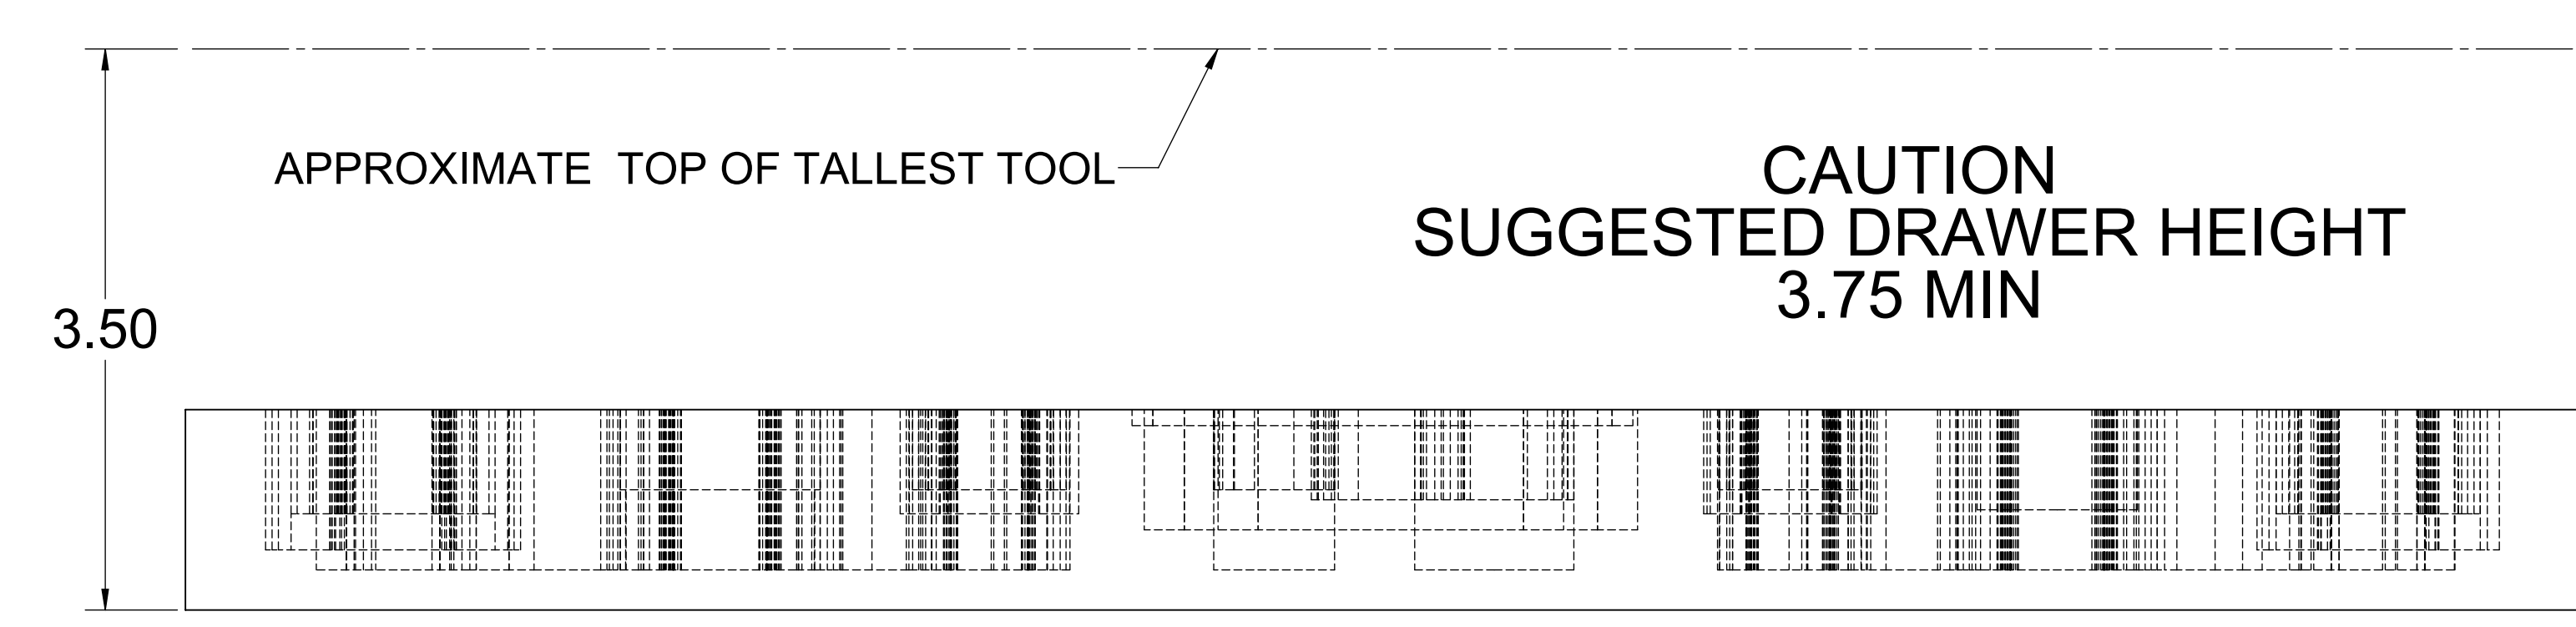 APPROXIMATE TOP OF TALLEST TOOL
CAUTION
SUGGESTED DRAWER HEIGHT
3.75 MIN
3.50